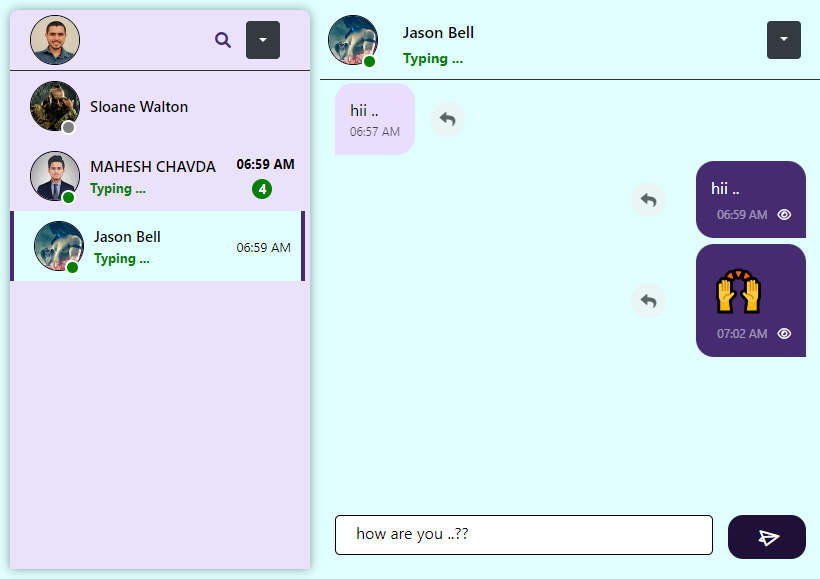 Sloane Walton
MAHESH CHAVDA
06:59 AM
Typing ...
4
Jason Bell
06:59 AM
Typing ...
Jason Bell
Typing ...
hii ..
06:57 AM
hii ..
06:59 AM
07:02 AM
how are you ..??